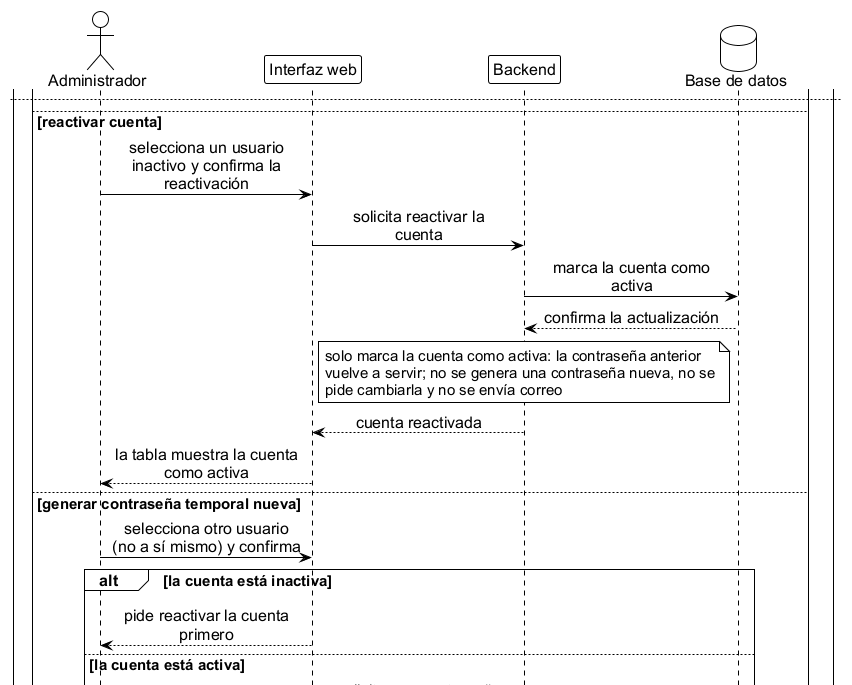 Administrador
Interfaz web
Backend
Base de datos
[reactivar cuenta]
selecciona un usuario
inactivo y confirma la
reactivación
solicita reactivar la
cuenta
marca la cuenta como
activa
confirma la actualización
solo marca la cuenta como activa: la contraseña anterior
vuelve a servir; no se genera una contraseña nueva, no se
pide cambiarla y no se envía correo
cuenta reactivada
la tabla muestra la cuenta
como activa
[generar contraseña temporal nueva]
selecciona otro usuario
(no a sí mismo) y confirma
alt
[la cuenta está inactiva]
pide reactivar la cuenta
primero
[la cuenta está activa]